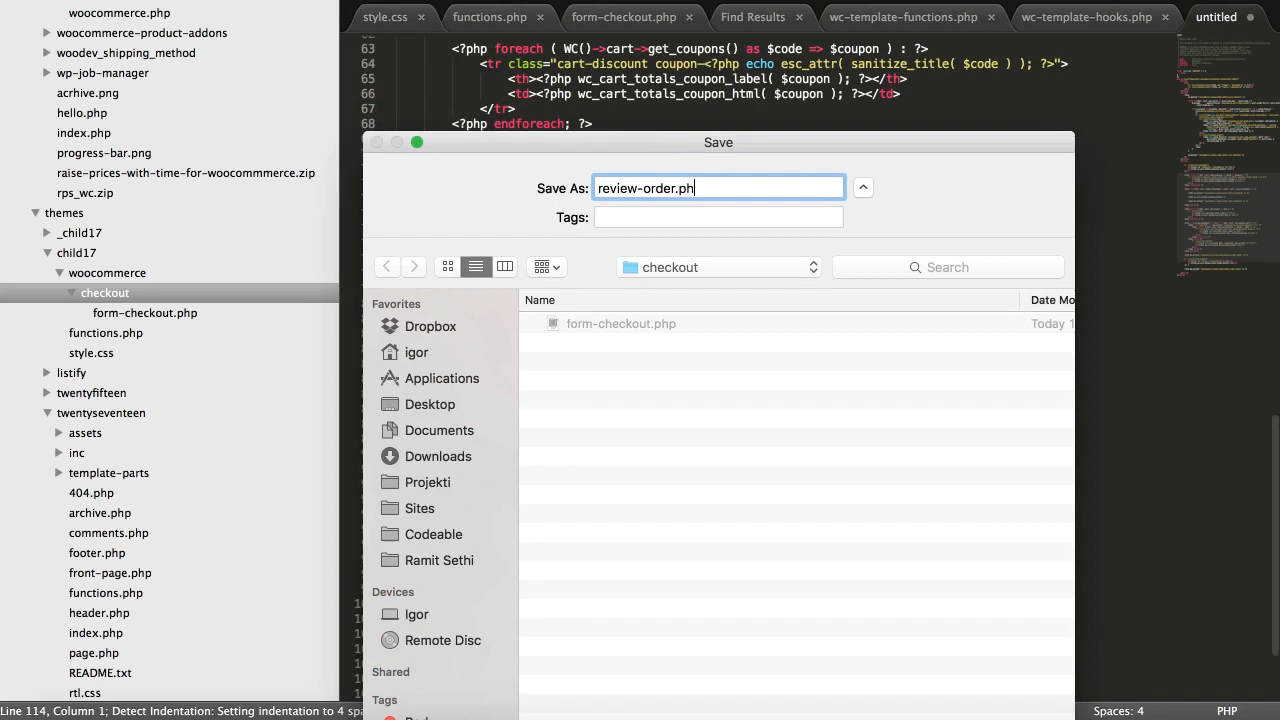 woocommerce.php
woocommerce-product-addons
woodev_shipping_method
wp-job-manager
acrhive.png
hello.php
index.php
progress-bar.png
raise-prices-with-time-for-woocommmerce.zip
rps_wc.zip
themes
_child17
child17
woocommerce
checkout
form-checkout.php
functions.php
style.css
listify
twentyfifteen
twentyseventeen
assets
inc
template-parts
404.php
archive.php
comments.php
footer.php
front-page.php
functions.php
header.php
index.php
page.php
README.txt
rtl.css
style.css × functions.php × form-checkout.php × Find Results × wc-template-functions.php × wc-template-hooks.php × untitled
63 <?php foreach ( WC()->cart->get_coupons() as $code => $coupon ) : ?>
64 <tr class="cart-discount coupon-<?php echo esc_attr( sanitize_title( $code ) ); ?>">
65 <th><?php wc_cart_totals_coupon_label( $coupon ); ?></th>
66 <td><?php wc_cart_totals_coupon_html( $coupon ); ?></td>
67 </tr>
68 <?php endforeach; ?>
Save
Save As: review-order.ph
Tags:
checkout
Search
Favorites
Dropbox
igor
Applications
Desktop
Documents
Downloads
Projekti
Sites
Codeable
Ramit Sethi
Devices
Igor
Remote Disc
Shared
Tags
Name Date Mo
form-checkout.php Today 1
Line 114, Column 1; Detect Indentation: Setting indentation to 4 spa
Spaces: 4 PHP